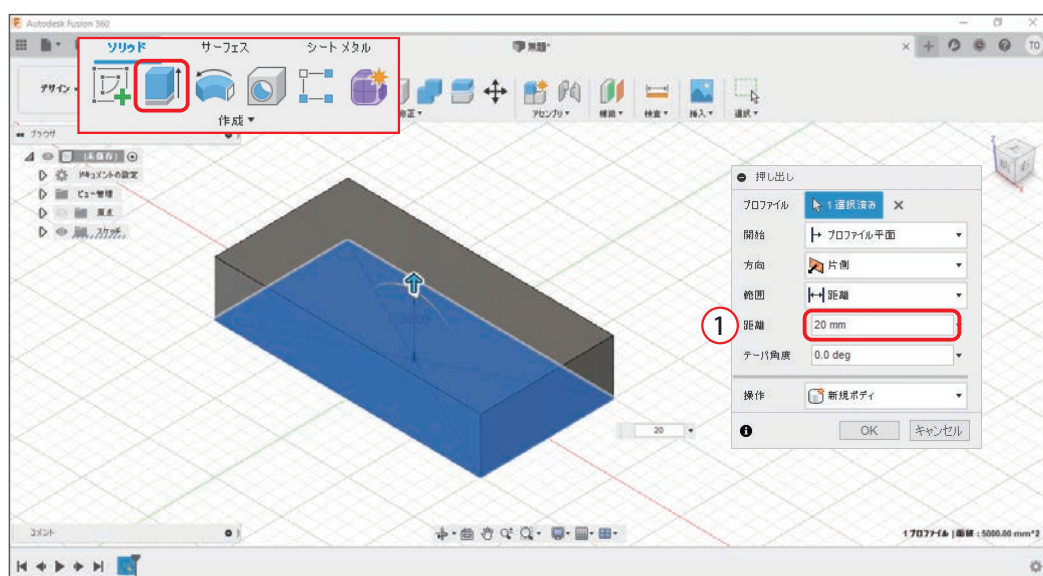 Autodesk Fusion 360
ソリッド サーフェス シート メタル
無題*
TO
デザイン
作成▼
修正▼
アセンブリ▼
構築▼
検査▼
挿入▼
選択▼
ブラウザ
(未保存)
ドキュメントの設定
ビュー管理
原点
スケッチ
20.00
20
押し出し
プロファイル 1 選択済み
開始 プロファイル平面
方向 片側
範囲 距離
① 距離 20 mm
テーパ角度 0.0 deg
操作 新規ボディ
OK キャンセル
コメント
1 プロファイル | 面積 : 5000.00 mm^2